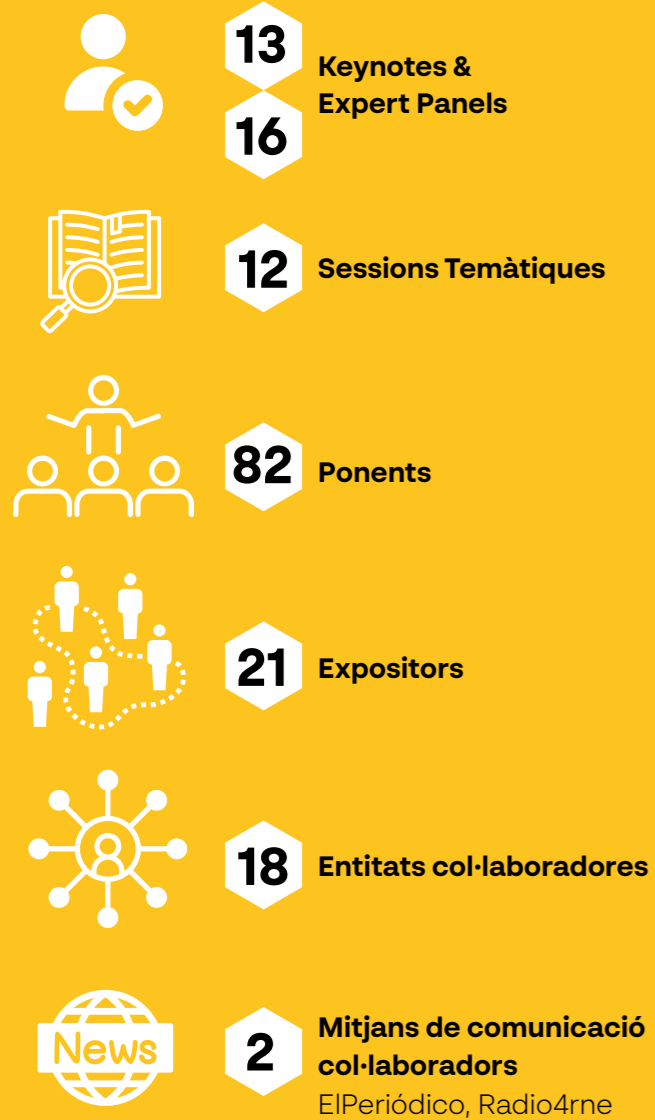 13
Keynotes &
Expert Panels
16
12
Sessions Temàtiques
82
Ponents
21
Expositors
18
Entitats col·laboradores
News
2
Mitjans de comunicació
col·laboradors
ElPeriódico, Radio4rne